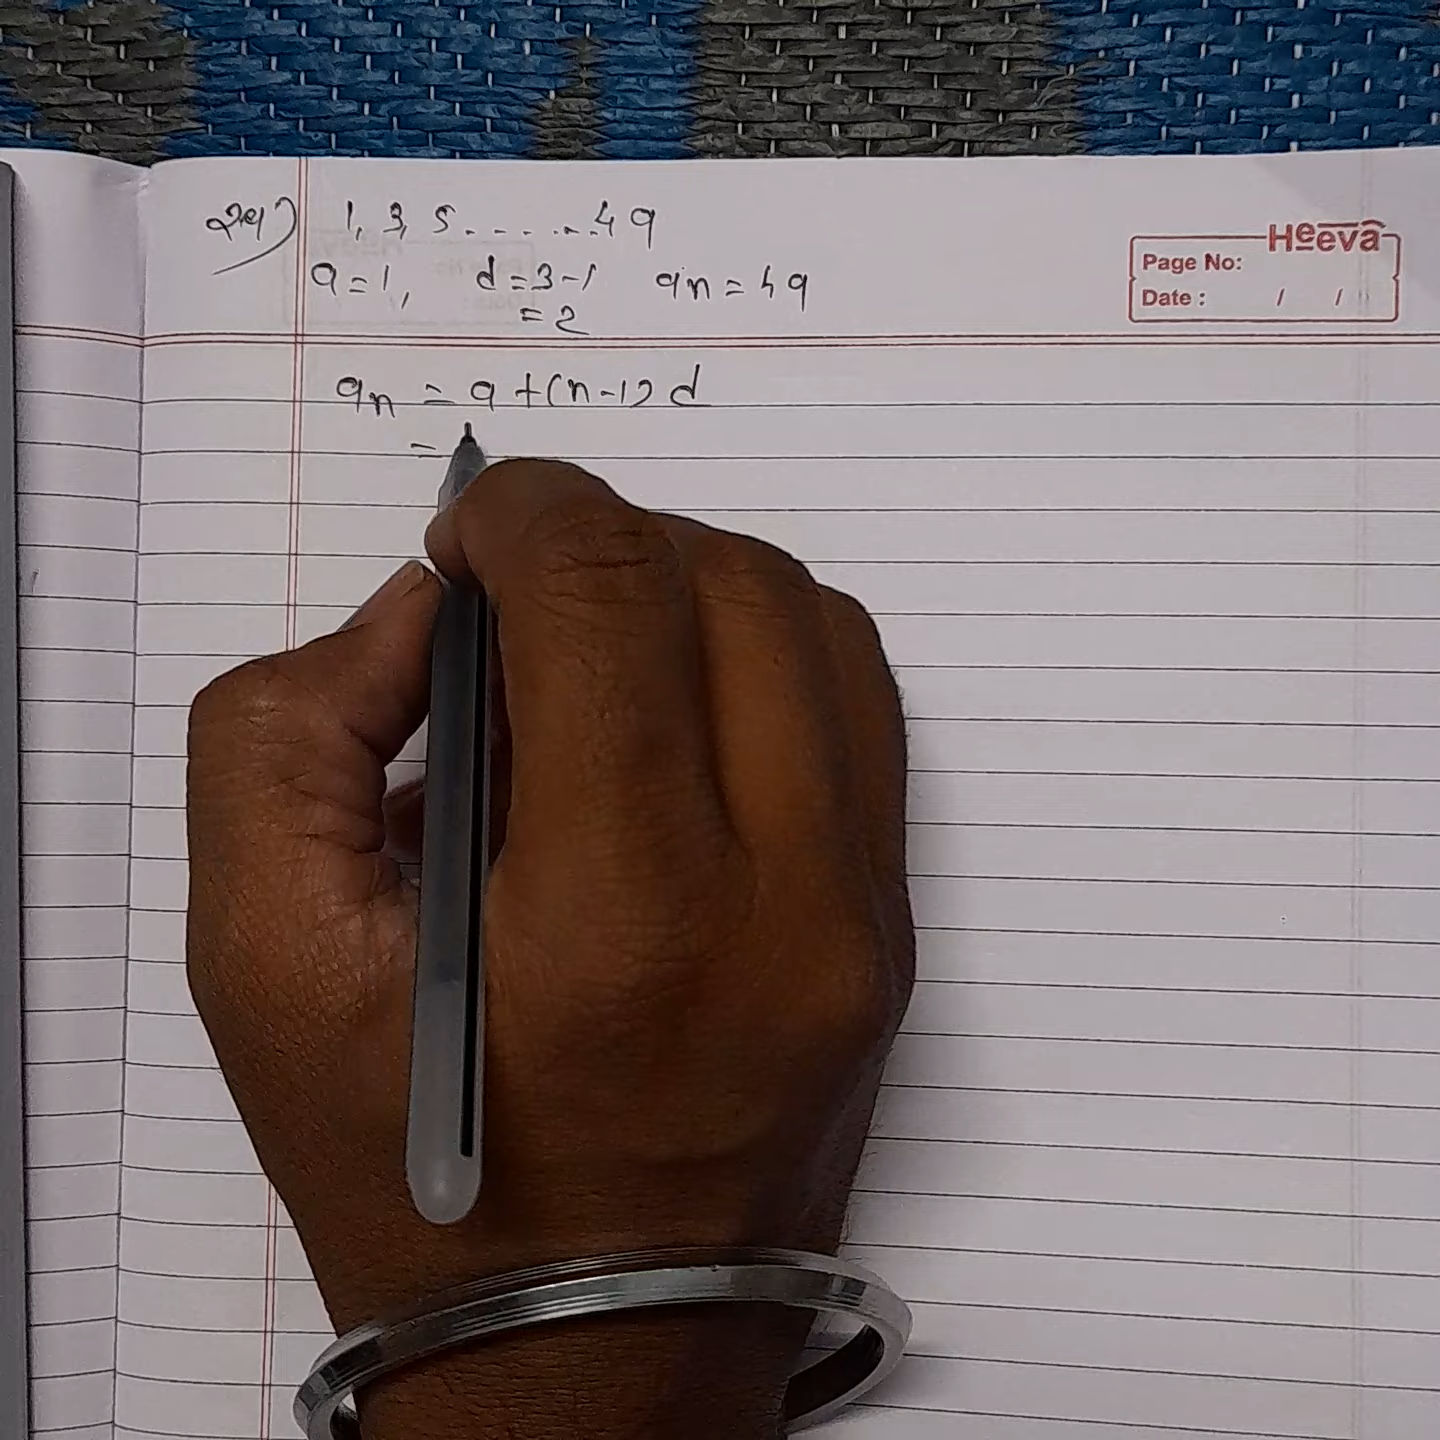 1, 3, 5.......49
Heeva
Page No:
Date : / /
a = 1, d = 3-1 an = 49
= 2
an = a + (n-1) d
=